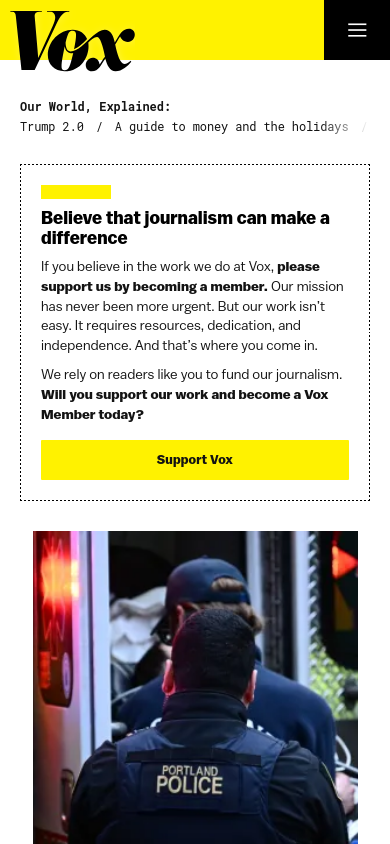 Vox
Our World, Explained:
Trump 2.0 / A guide to money and the holidays /
Believe that journalism can make a
difference
If you believe in the work we do at Vox, please
support us by becoming a member. Our mission
has never been more urgent. But our work isn’t
easy. It requires resources, dedication, and
independence. And that’s where you come in.
We rely on readers like you to fund our journalism.
Will you support our work and become a Vox
Member today?
Support Vox
PORTLAND
POLICE